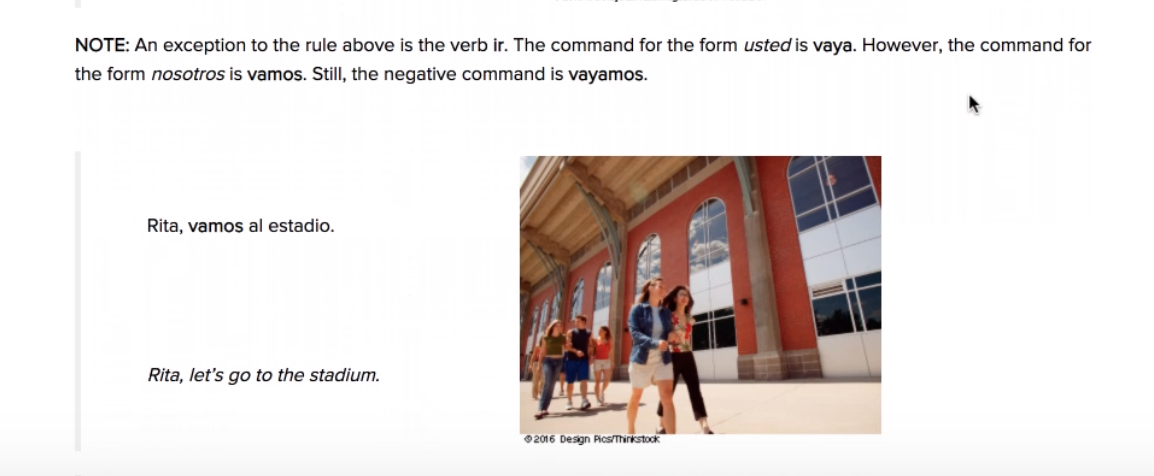 NOTE: An exception to the rule above is the verb ir. The command for the form usted is vaya. However, the command for
the form nosotros is vamos. Still, the negative command is vayamos.
Rita, vamos al estadio.
Rita, let's go to the stadium.
©2016 Design Pics/Thinkstock